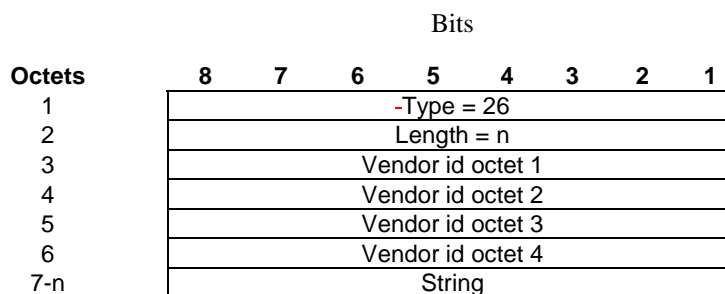 Bits
Octets 8 7 6 5 4 3 2 1
1 -Type = 26
2 Length = n
3 Vendor id octet 1
4 Vendor id octet 2
5 Vendor id octet 3
6 Vendor id octet 4
7-n String